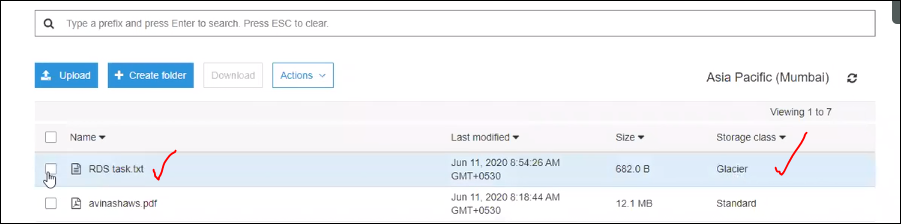 Type a prefix and press Enter to search. Press ESC to clear.
Upload Create folder Download Actions Asia Pacific (Mumbai)
Viewing 1 to 7
Name Last modified Size Storage class
RDS task.txt Jun 11, 2020 8:54:26 AM GMT+0530 682.0 B Glacier
avinashaws.pdf Jun 11, 2020 8:18:44 AM GMT+0530 12.1 MB Standard